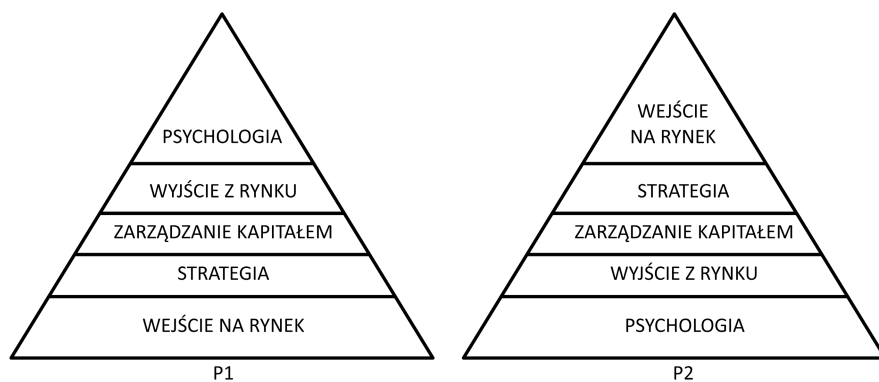 PSYCHOLOGIA
WYJŚCIE Z RYNKU
ZARZĄDZANIE KAPITAŁEM
STRATEGIA
WEJŚCIE NA RYNEK
P1
WEJŚCIE
NA RYNEK
STRATEGIA
ZARZĄDZANIE KAPITAŁEM
WYJŚCIE Z RYNKU
PSYCHOLOGIA
P2